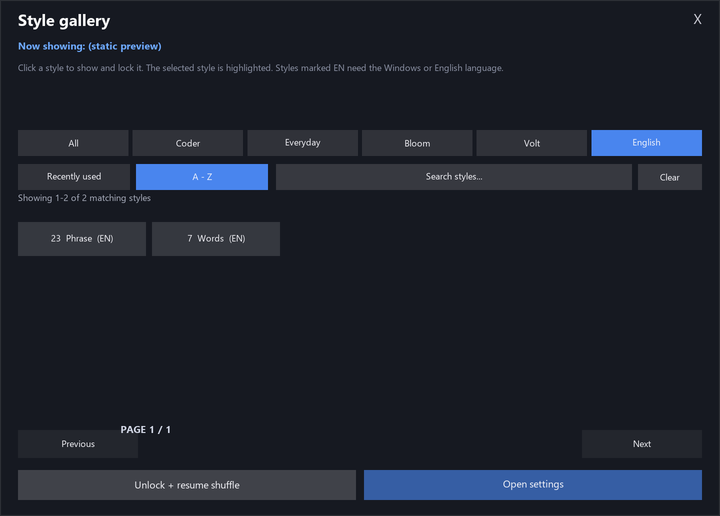 Style gallery
X
Now showing: (static preview)
Click a style to show and lock it. The selected style is highlighted. Styles marked EN need the Windows or English language.
All
Coder
Everyday
Bloom
Volt
English
Recently used
A - Z
Search styles...
Clear
Showing 1-2 of 2 matching styles
23 Phrase (EN)
7 Words (EN)
PAGE 1 / 1
Previous
Next
Unlock + resume shuffle
Open settings